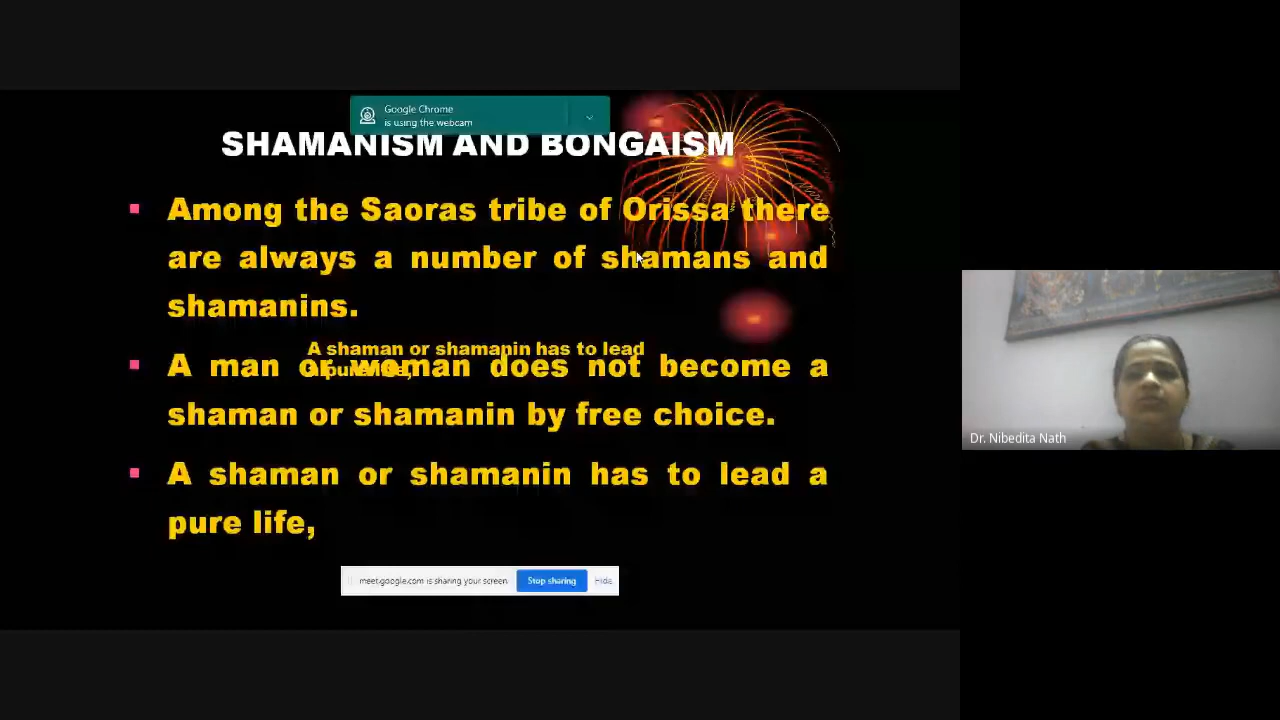 Google Chrome
is using the webcam
SHAMANISM AND BONGAISM
Among the Saoras tribe of Orissa there
are always a number of shamans and
shamanins.
A shaman or shamanin has to lead
A man or woman does not become a
shaman or shamanin by free choice.
A shaman or shamanin has to lead a
pure life,
meet.google.com is sharing your screen
Stop sharing
Hide
Dr. Nibedita Nath